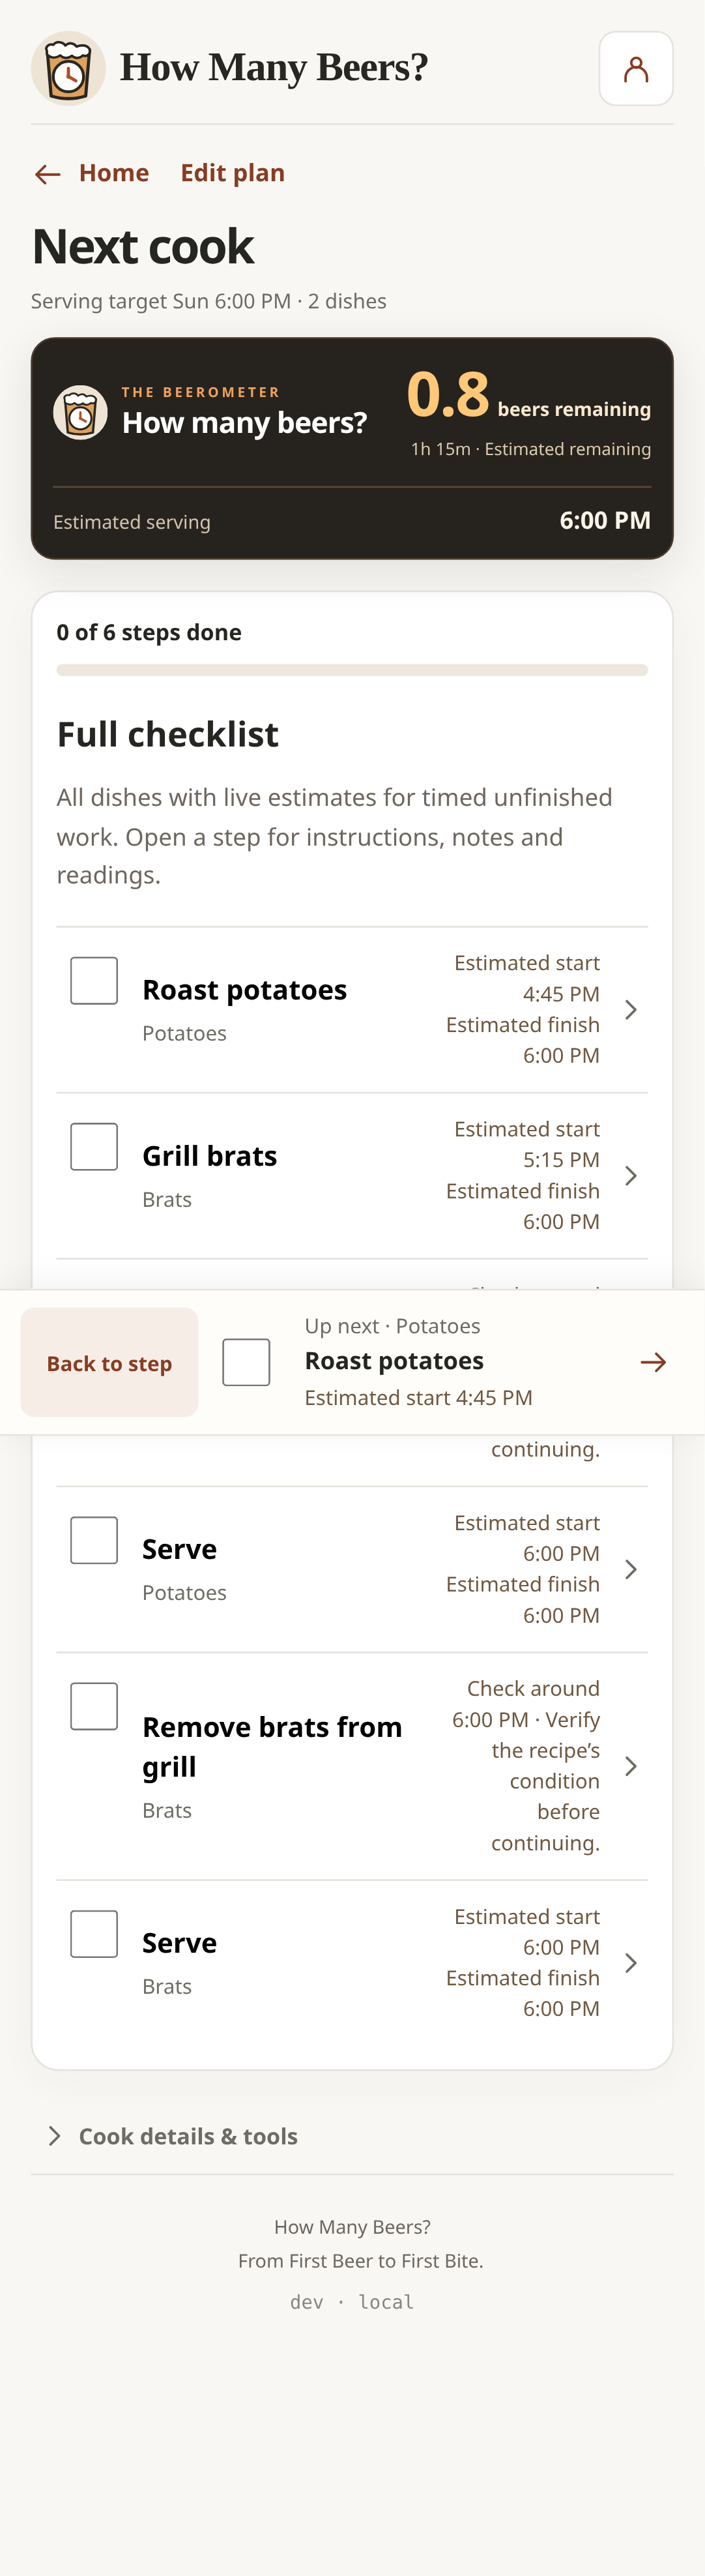 How Many Beers?
Home
Edit plan
Next cook
Serving target Sun 6:00 PM · 2 dishes
THE BEEROMETER
How many beers?
0.8 beers remaining
1h 15m · Estimated remaining
Estimated serving
6:00 PM
0 of 6 steps done
Full checklist
All dishes with live estimates for timed unfinished
work. Open a step for instructions, notes and
readings.
Roast potatoes
Potatoes
Estimated start
4:45 PM
Estimated finish
6:00 PM
Grill brats
Brats
Estimated start
5:15 PM
Estimated finish
6:00 PM
Back to step
Up next · Potatoes
Roast potatoes
Estimated start 4:45 PM
continuing.
Serve
Potatoes
Estimated start
6:00 PM
Estimated finish
6:00 PM
Remove brats from
grill
Brats
Check around
6:00 PM · Verify
the recipe’s
condition
before
continuing.
Serve
Brats
Estimated start
6:00 PM
Estimated finish
6:00 PM
Cook details & tools
How Many Beers?
From First Beer to First Bite.
dev · local